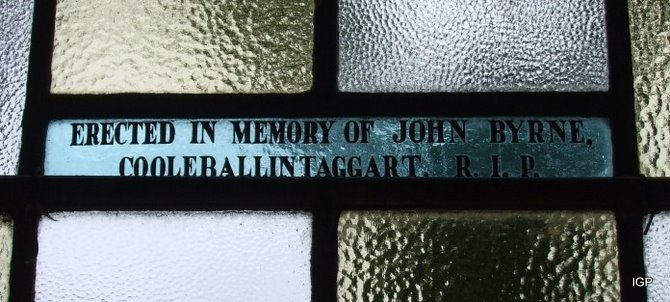 ERECTED IN MEMORY OF JOHN BYRNE,
COOLEBALLINTAGGART. R. I. P.
IGP